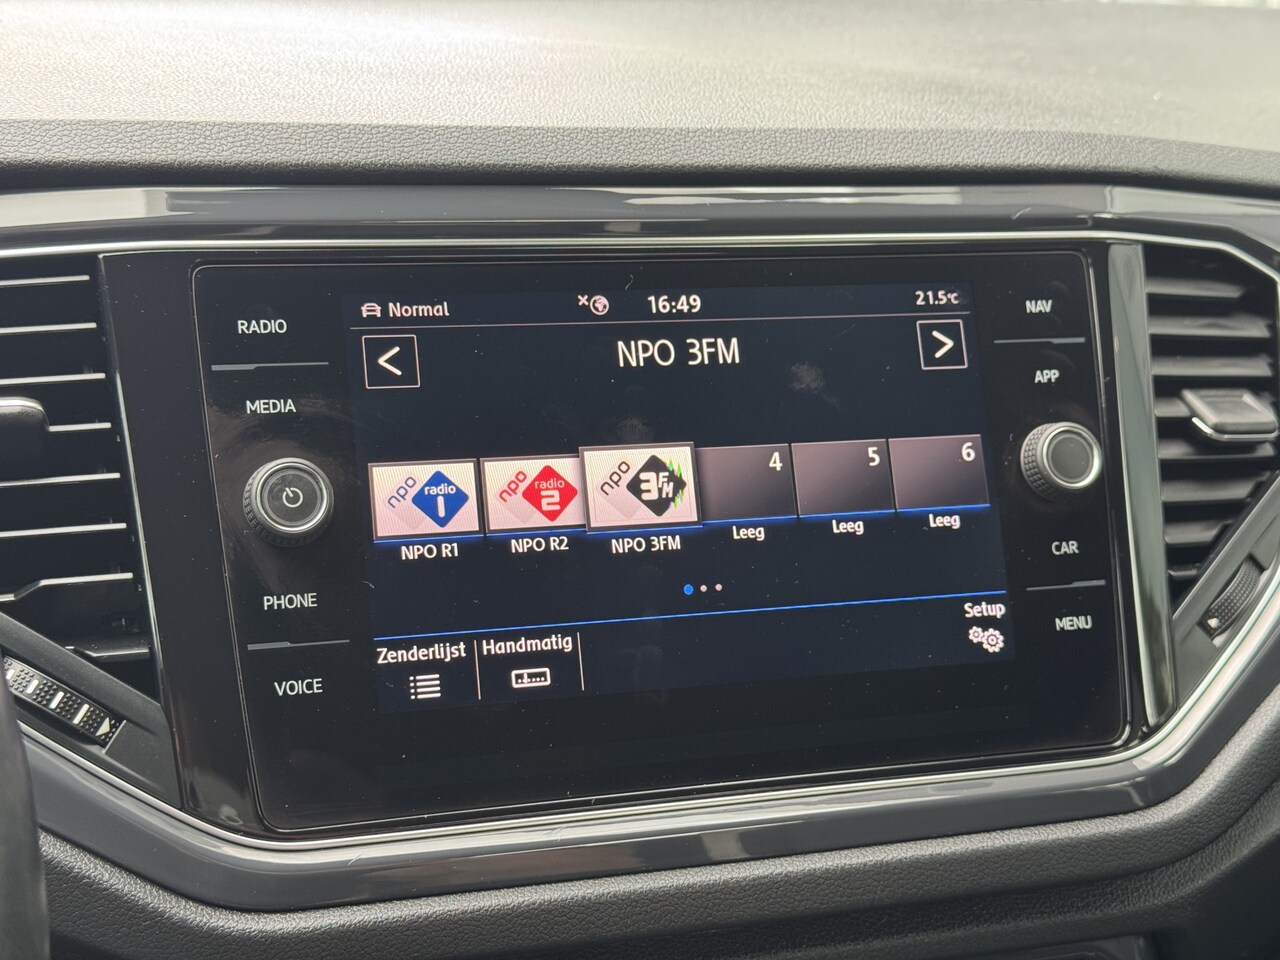 RADIO
MEDIA
PHONE
VOICE
Normal
16:49
21.5°C
<
NPO 3FM
>
npo radio 1
npo radio 2
npo 3FM
4
5
6
NPO R1
NPO R2
NPO 3FM
Leeg
Leeg
Leeg
Zenderlijst
Handmatig
Setup
NAV
APP
CAR
MENU